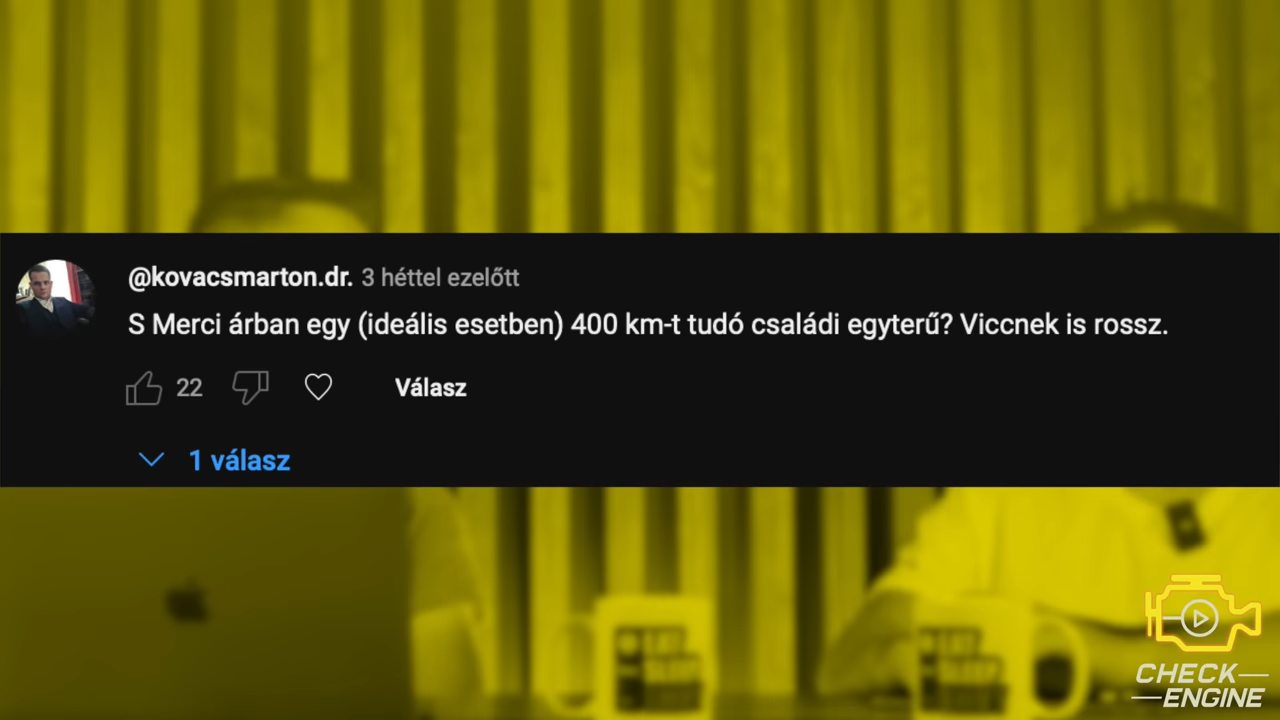 @kovacsmarton.dr. 3 héttel ezelőtt
S Merci árban egy (ideális esetben) 400 km-t tudó családi egyterű? Viccnek is rossz.
22
Válasz
1 válasz
CHECK
ENGINE